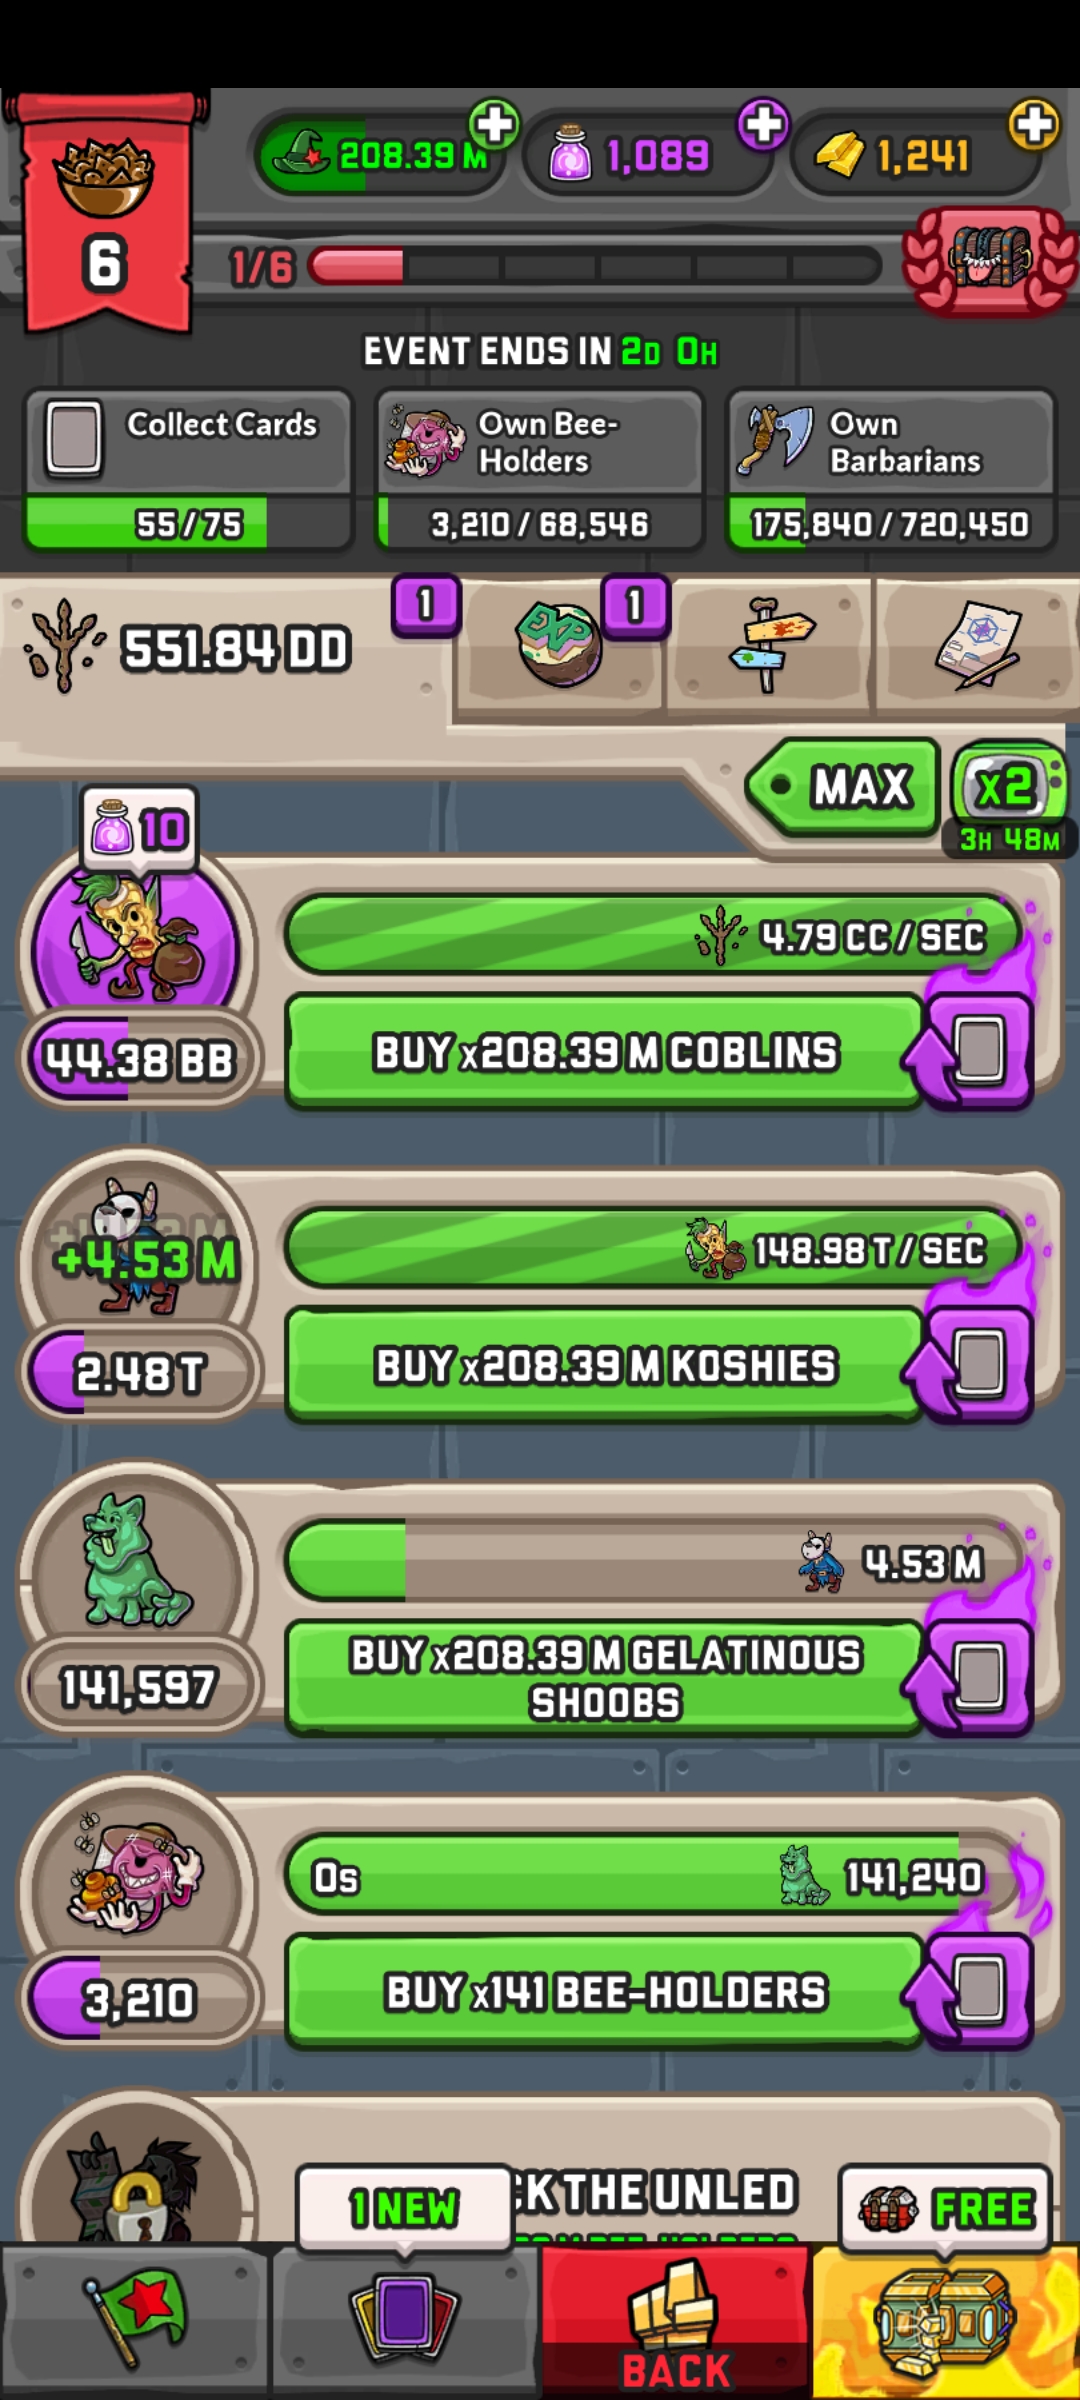 208.39 M
1,089
1,241
6
1/6
EVENT ENDS IN 2D 0H
Collect Cards
55 / 75
Own Bee-
Holders
3,210 / 68,546
Own
Barbarians
175,840 / 720,450
551.84 DD
1
EXP
1
MAX
x2
3H 48M
10
4.79 CC / SEC
44.38 BB
BUY x208.39 M COBLINS
+4.53 M
148.98 T / SEC
2.48 T
BUY x208.39 M KOSHIES
4.53 M
141,597
BUY x208.39 M GELATINOUS
SHOOBS
0s
141,240
3,210
BUY x141 BEE-HOLDERS
CK THE UNLED
1 NEW
FREE
BACK